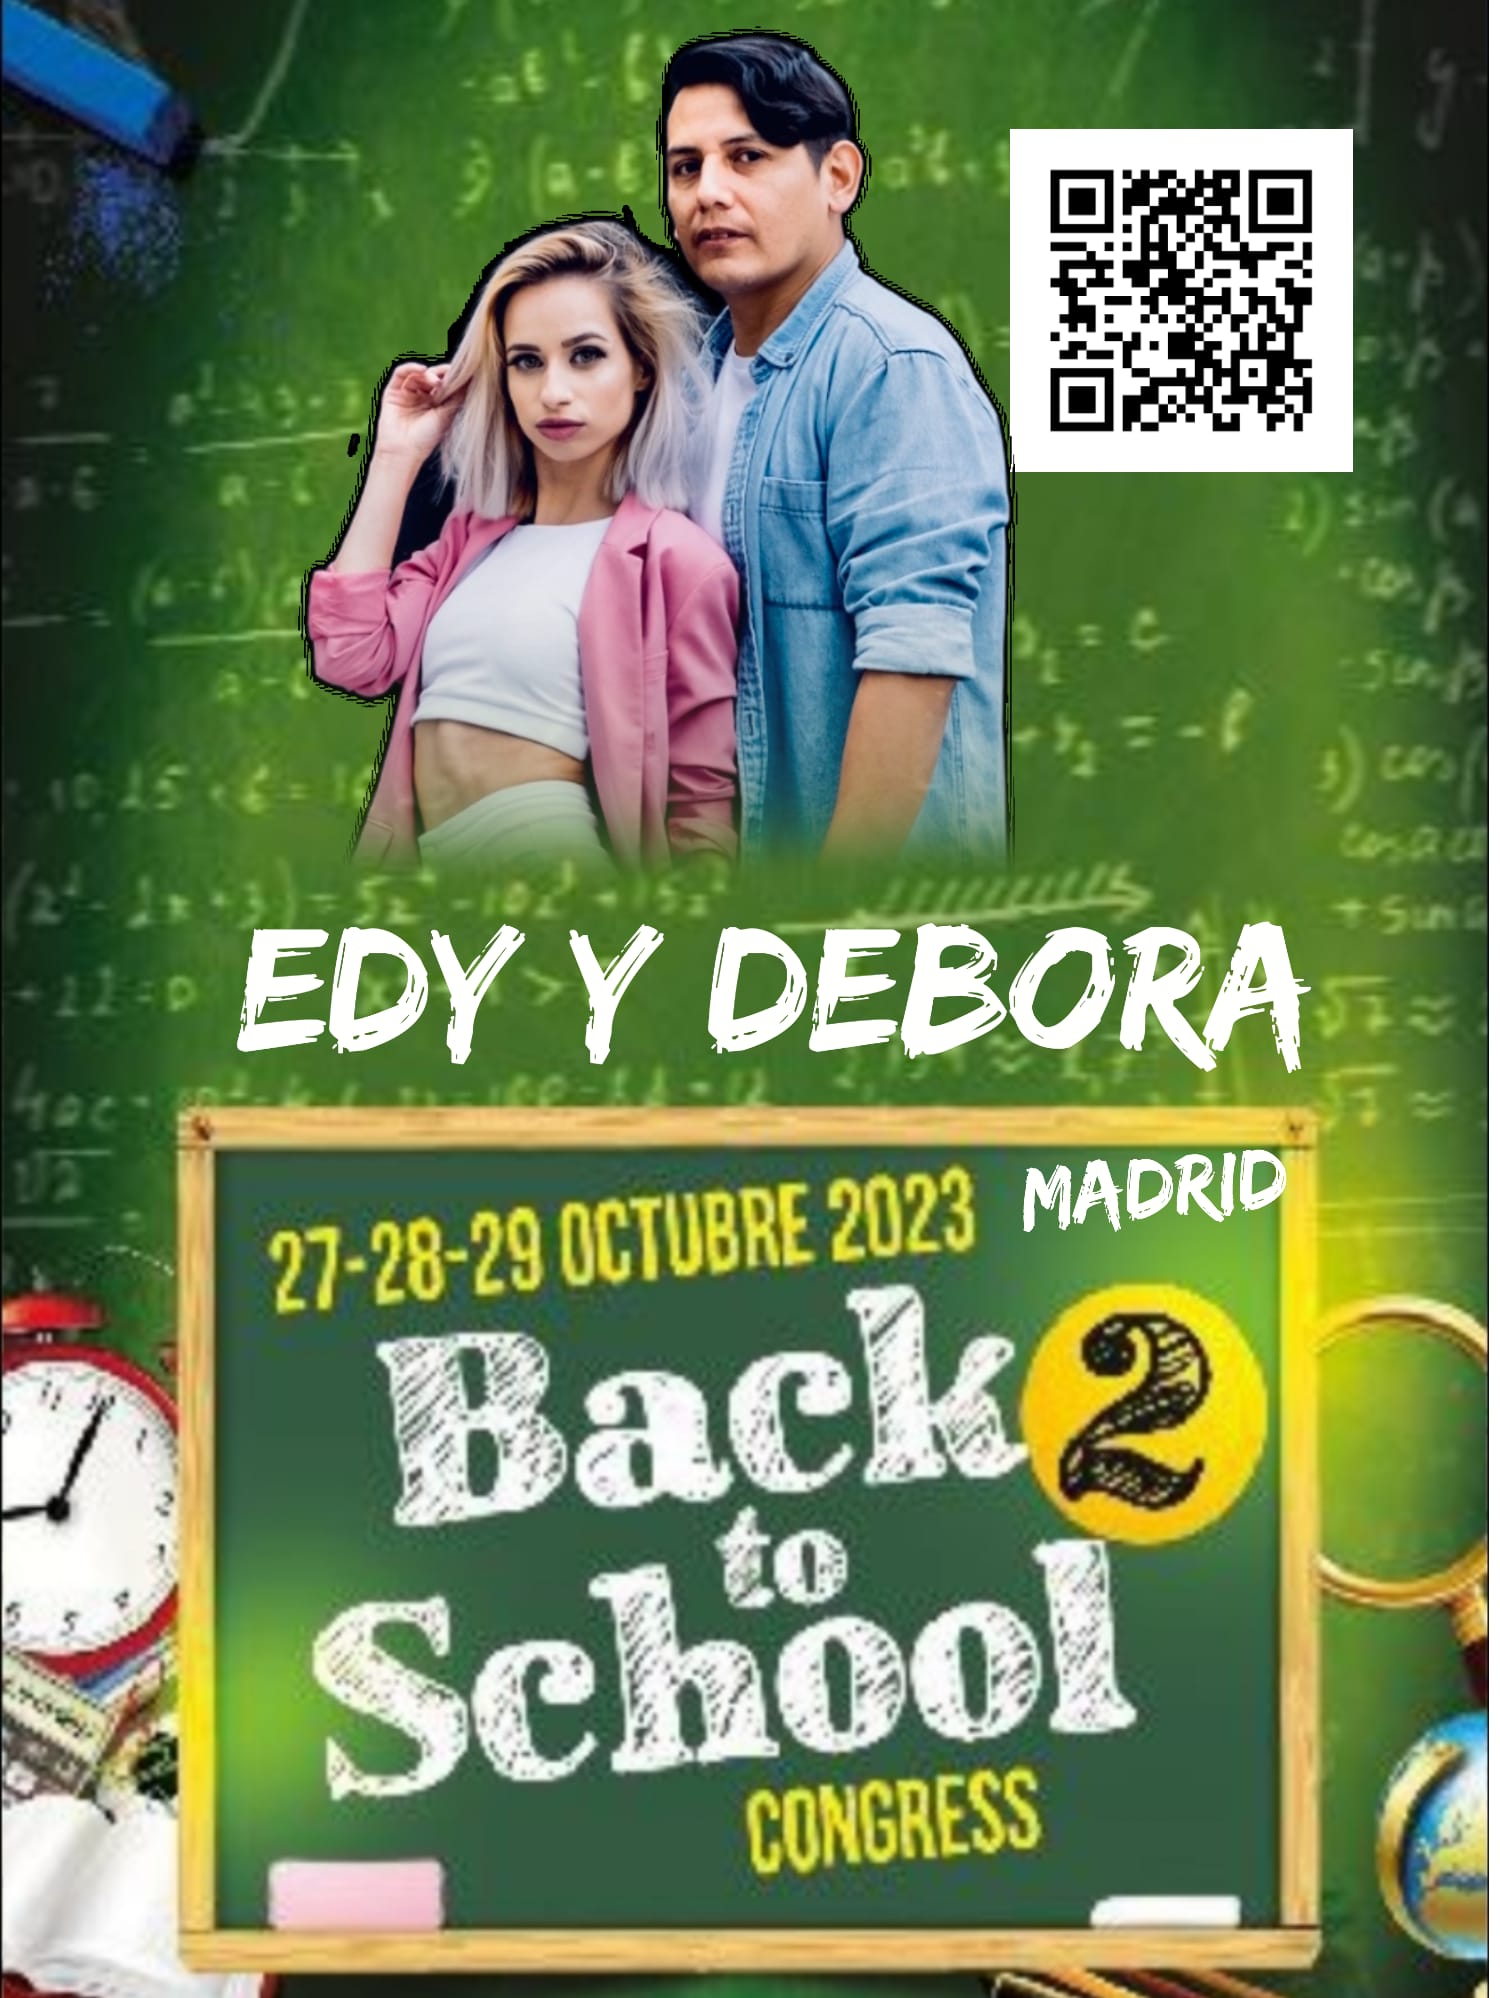 EDY Y DEBORA
MADRID
27-28-29 OCTUBRE 2023
Back 2
to
School
CONGRESS